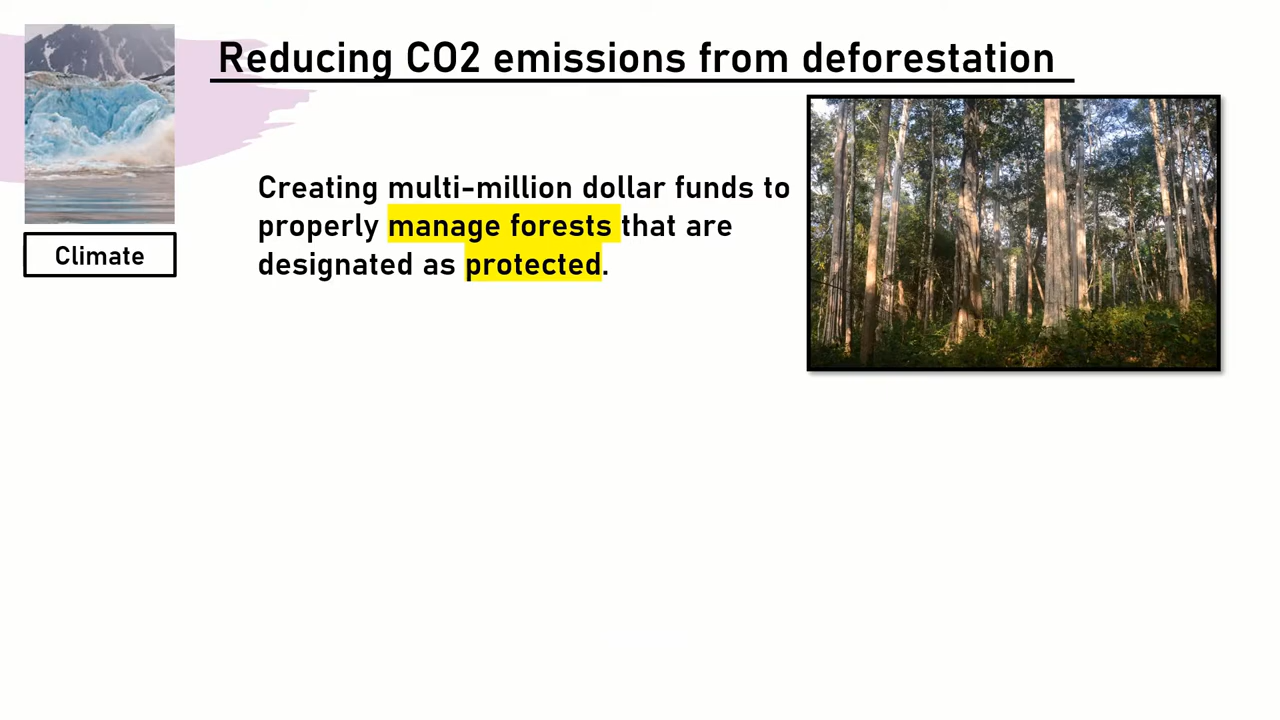 Reducing CO2 emissions from deforestation
Climate
Creating multi-million dollar funds to
properly manage forests that are
designated as protected.